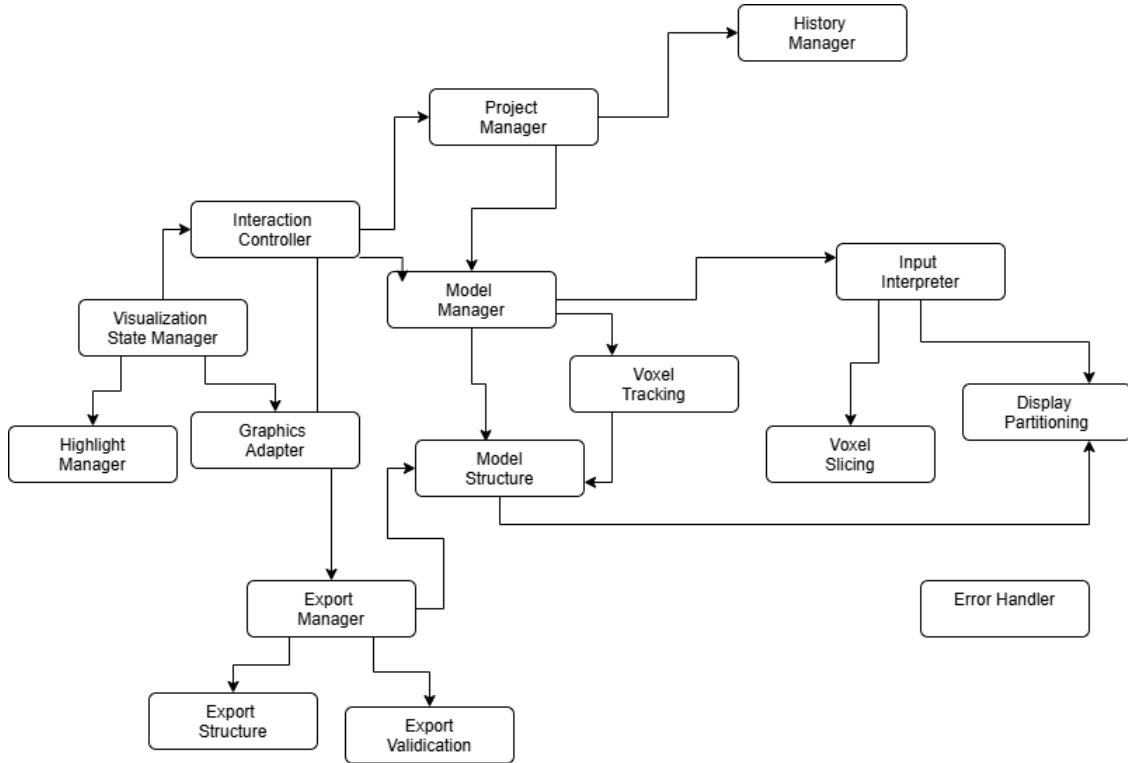 History
Manager
Project
Manager
Interaction
Controller
Input
Interpreter
Model
Manager
Visualization
State Manager
Voxel
Tracking
Display
Partitioning
Highlight
Manager
Graphics
Adapter
Voxel
Slicing
Model
Structure
Export
Manager
Error Handler
Export
Structure
Export
Validication